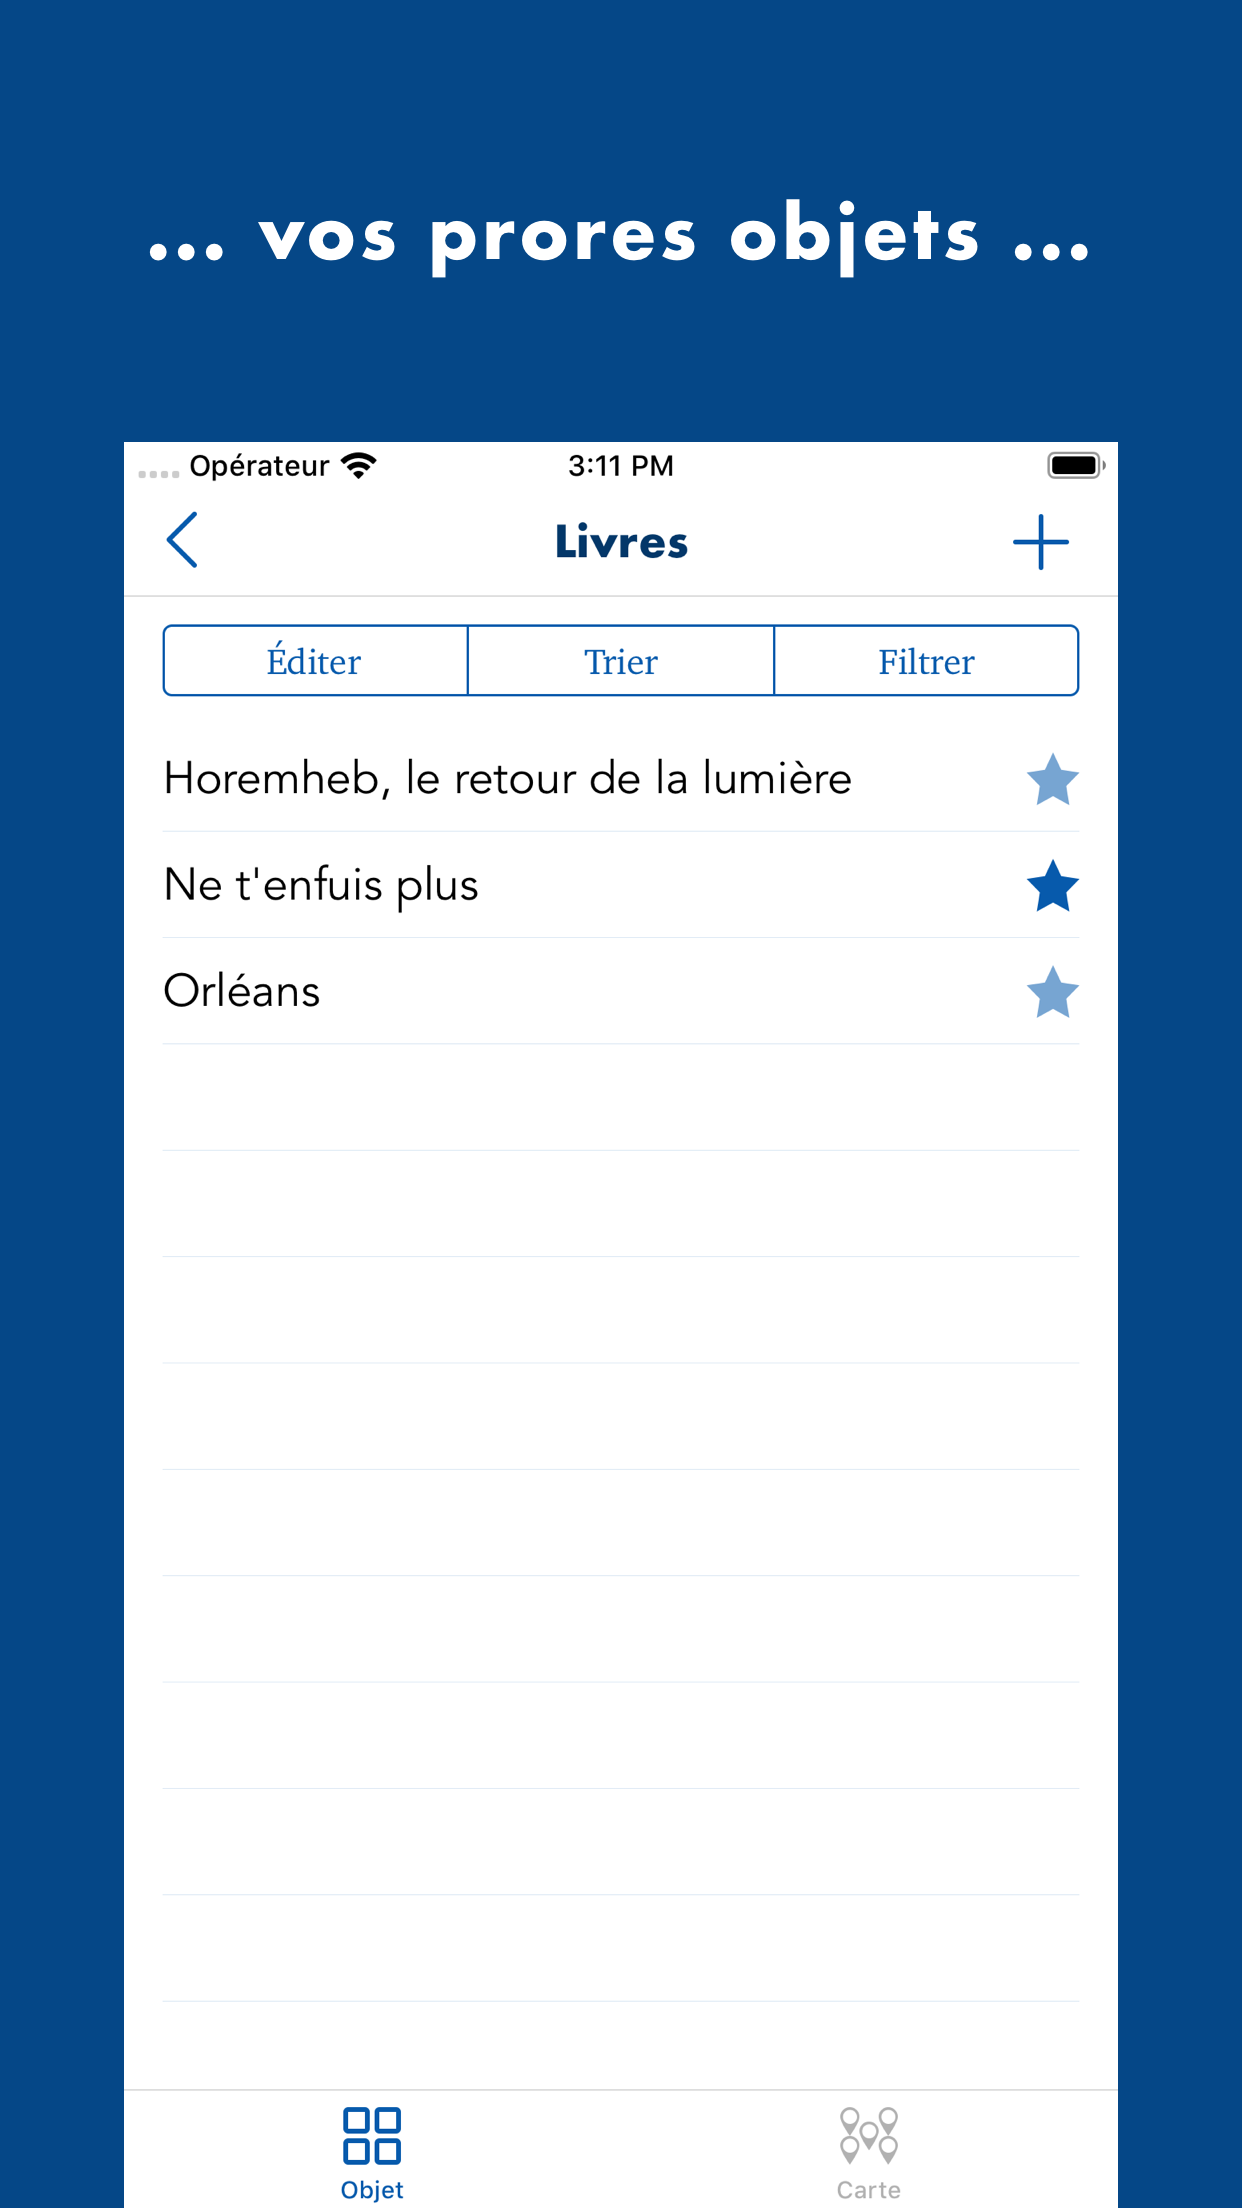 ... vos prores objets ...
Opérateur 3:11 PM
Livres
Éditer Trier Filtrer
Horemheb, le retour de la lumière
Ne t'enfuis plus
Orléans
Objet Carte